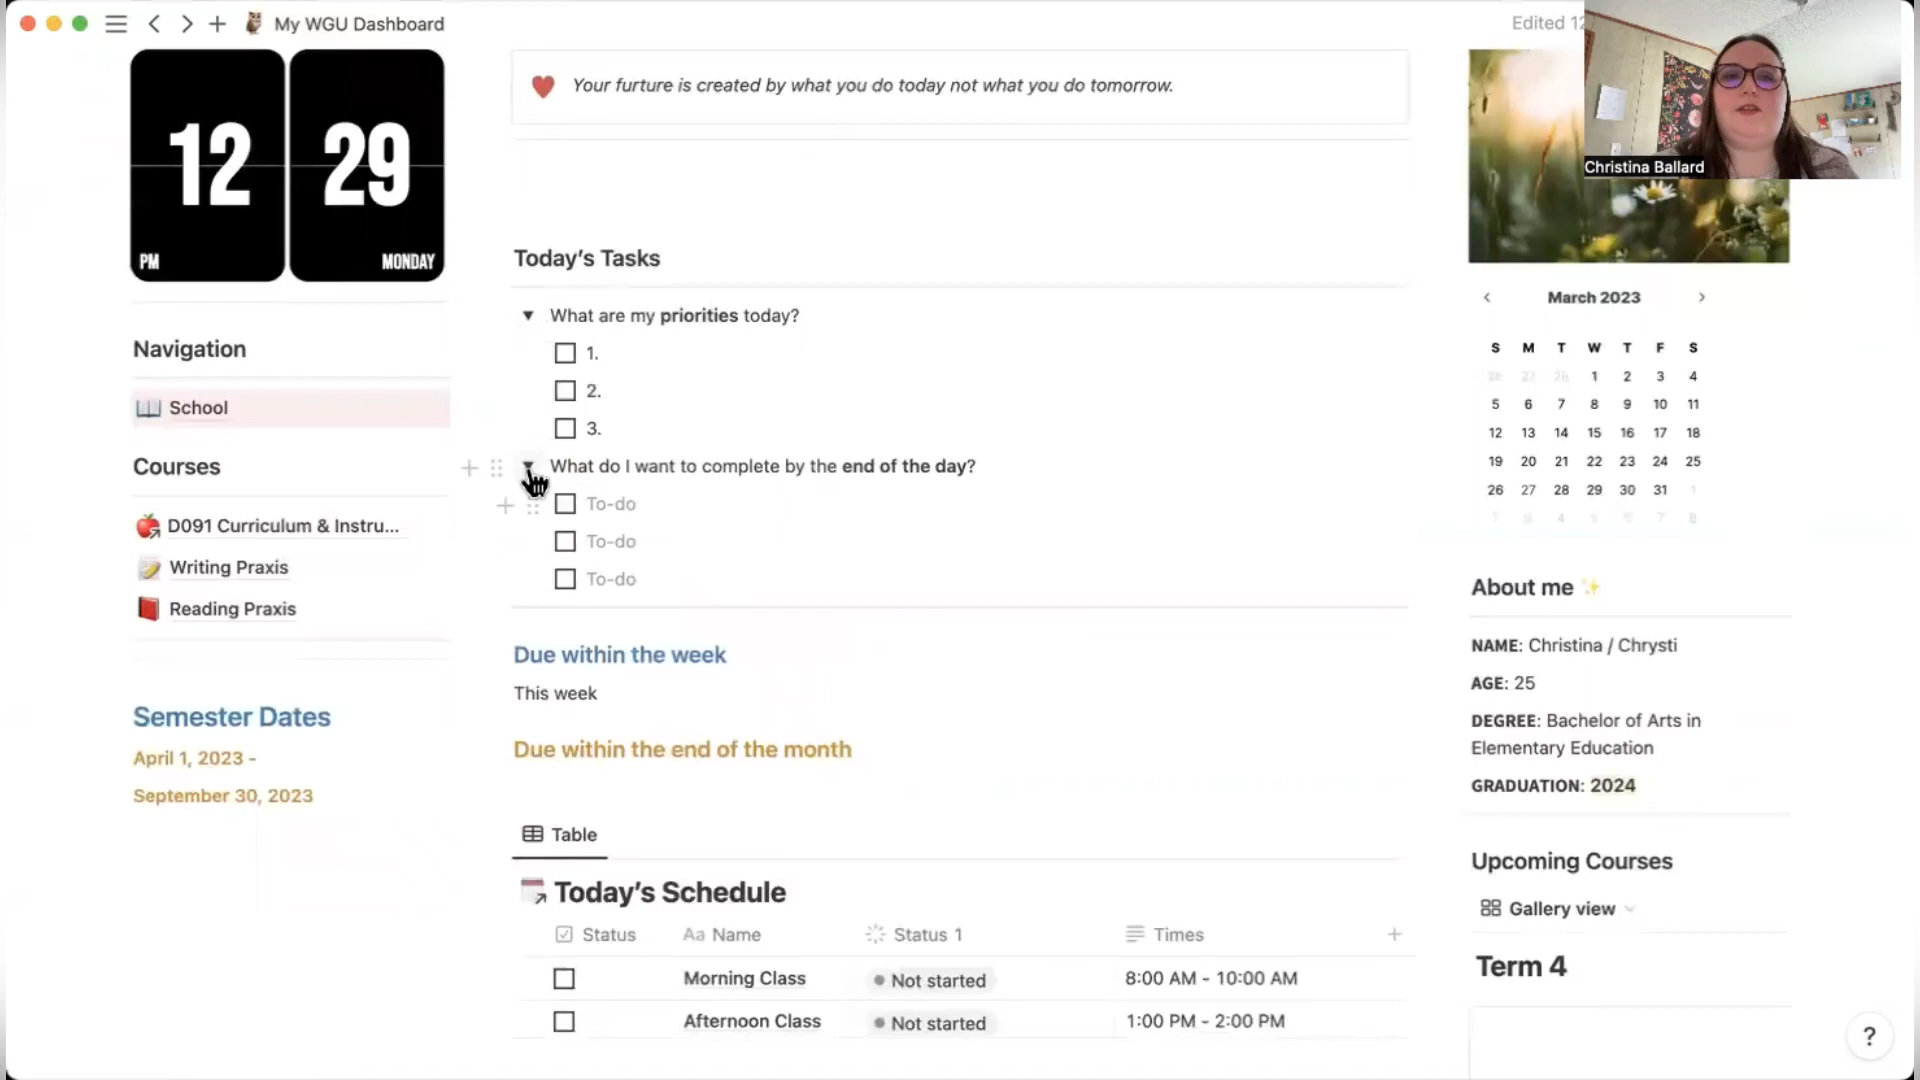 My WGU Dashboard
Edited 12
12
PM
29
MONDAY
Your furture is created by what you do today not what you do tomorrow.
Christina Ballard
Navigation
School
Courses
D091 Curriculum & Instru...
Writing Praxis
Reading Praxis
Semester Dates
April 1, 2023 -
September 30, 2023
Today's Tasks
What are my priorities today?
1.
2.
3.
What do I want to complete by the end of the day?
To-do
To-do
To-do
Due within the week
This week
Due within the end of the month
Table
Today's Schedule
Status Aa Name Status 1 Times
Morning Class Not started 8:00 AM - 10:00 AM
Afternoon Class Not started 1:00 PM - 2:00 PM
March 2023
S M T W T F S
27 28 1 2 3 4
5 6 7 8 9 10 11
12 13 14 15 16 17 18
19 20 21 22 23 24 25
26 27 28 29 30 31 1
4 7 8
About me
NAME: Christina / Chrysti
AGE: 25
DEGREE: Bachelor of Arts in
Elementary Education
GRADUATION: 2024
Upcoming Courses
Gallery view
Term 4
?